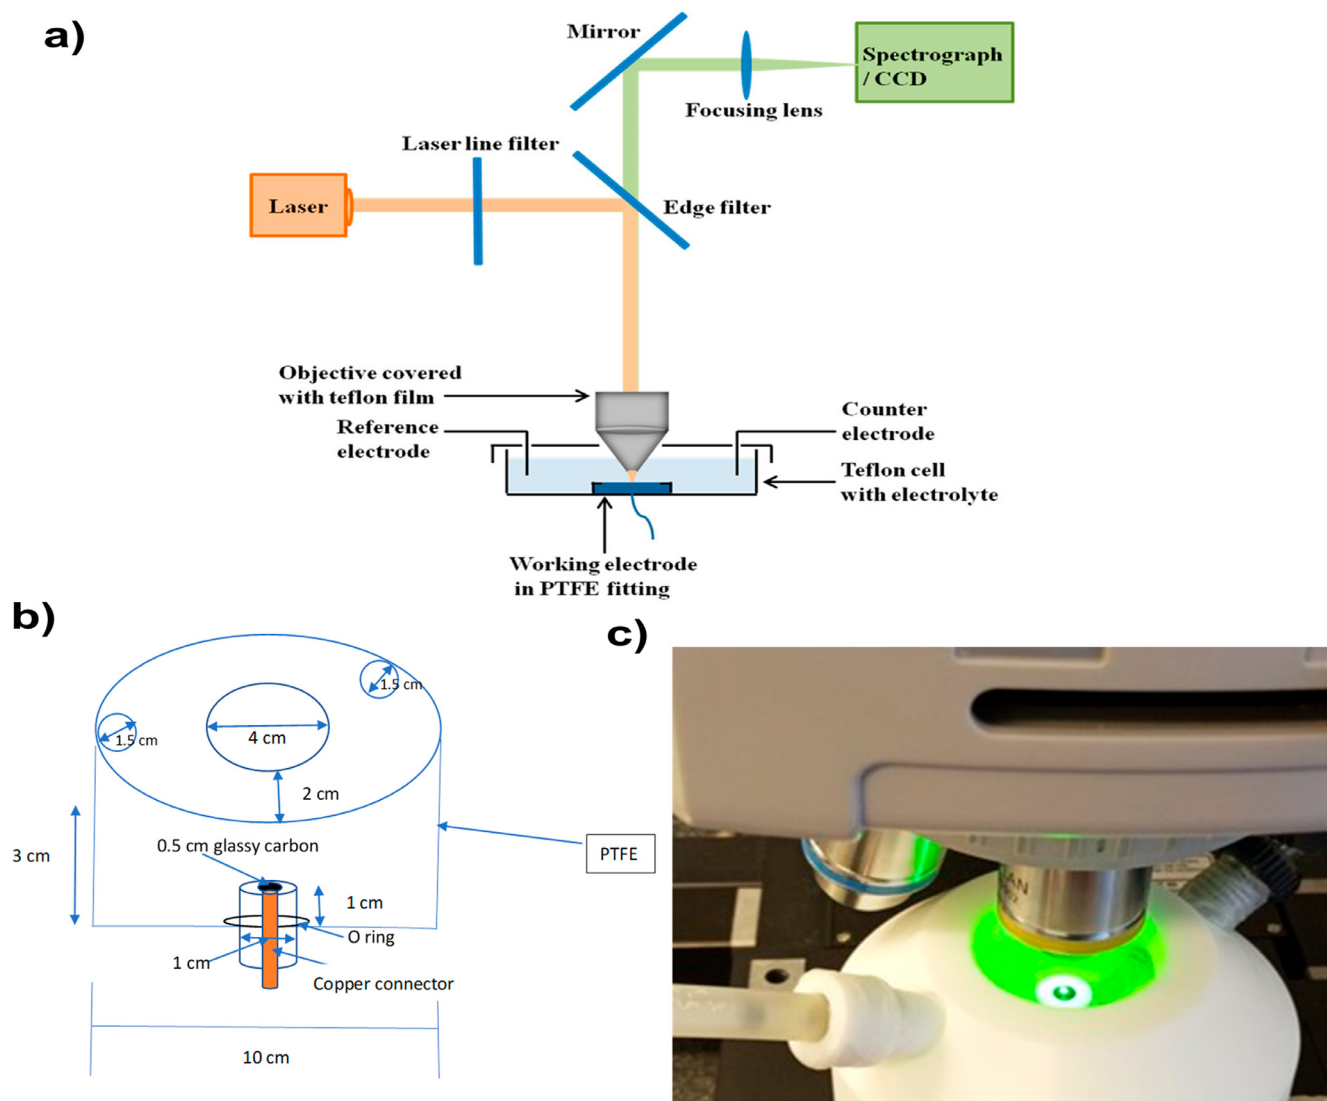 a)
Mirror
Spectrograph
/ CCD
Focusing lens
Laser line filter
Laser
Edge filter
Objective covered
with teflon film
Reference
electrode
Counter
electrode
Teflon cell
with electrolyte
Working electrode
in PTFE fitting
b)
1.5 cm
1.5 cm
4 cm
2 cm
3 cm
0.5 cm glassy carbon
PTFE
1 cm
O ring
1 cm
Copper connector
10 cm
c)
LAN